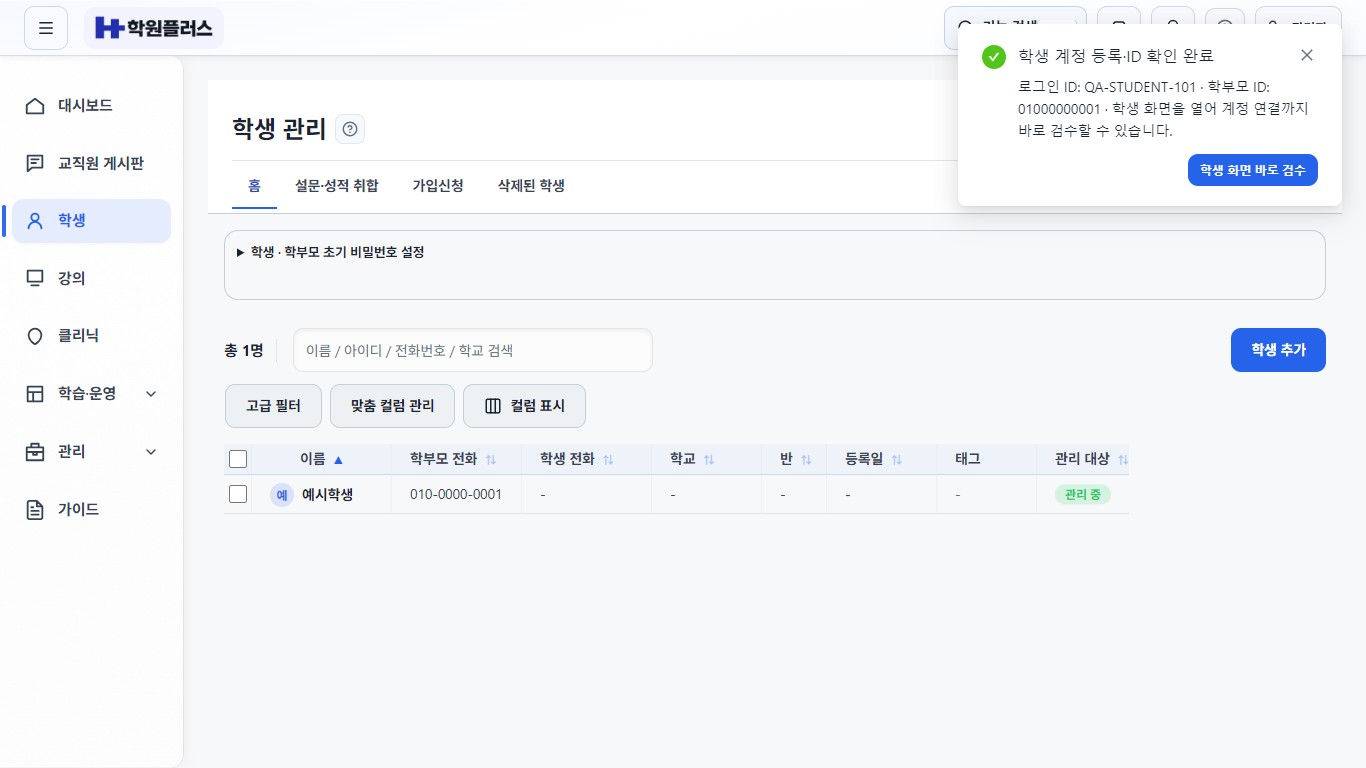 학원플러스
학생 계정 등록·ID 확인 완료
로그인 ID: QA-STUDENT-101 · 학부모 ID:
01000000001 · 학생 화면을 열어 계정 연결까지
바로 검수할 수 있습니다.
학생 화면 바로 검수
대시보드
교직원 게시판
학생
강의
클리닉
학습·운영
관리
가이드
학생 관리
홈 설문·성적 취합 가입신청 삭제된 학생
학생 · 학부모 초기 비밀번호 설정
총 1명 이름 / 아이디 / 전화번호 / 학교 검색 학생 추가
고급 필터 맞춤 컬럼 관리 컬럼 표시
이름 학부모 전화 학생 전화 학교 반 등록일 태그 관리 대상
예 예시학생 010-0000-0001 - - - - - 관리 중